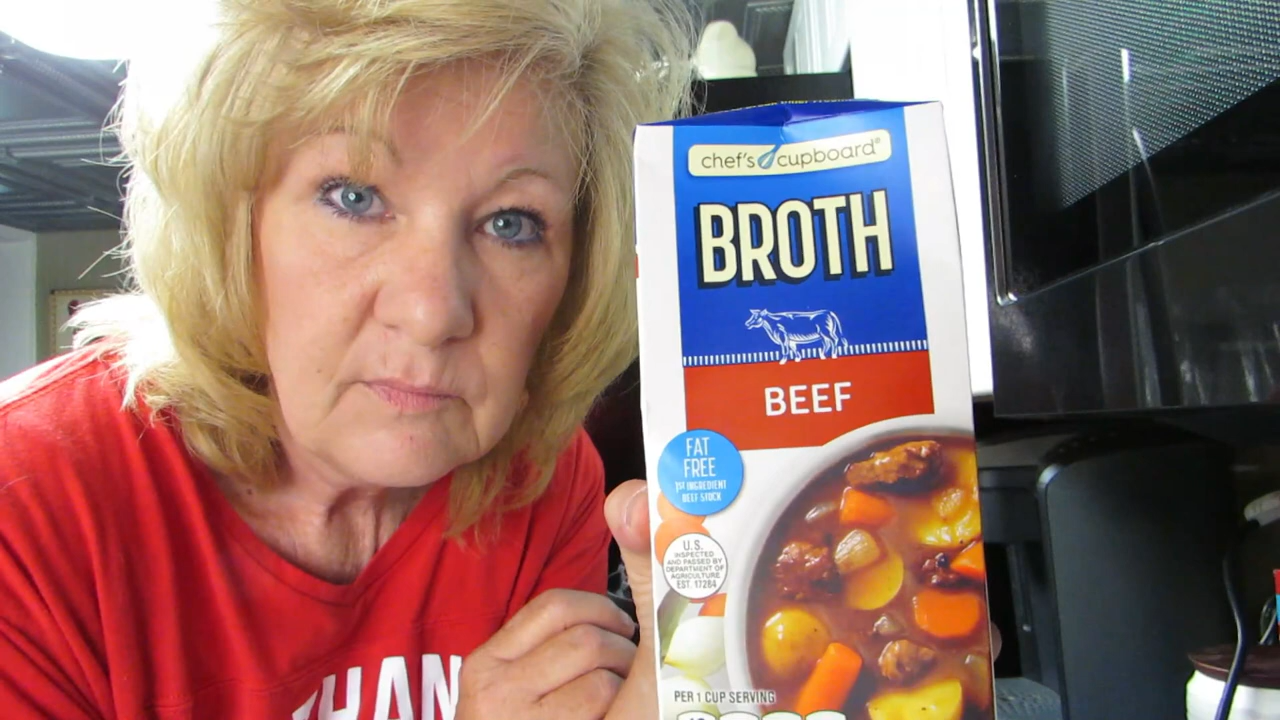 chef's cupboard®
BROTH
BEEF
FAT
FREE
1ST INGREDIENT
BEEF STOCK
U.S.
INSPECTED
AND PASSED BY
DEPARTMENT OF
AGRICULTURE
EST. 17284
PER 1 CUP SERVING
HAN